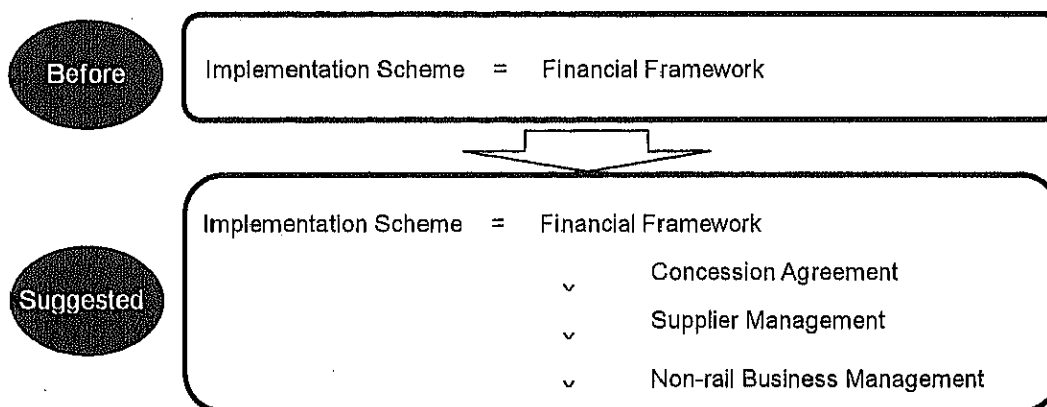 Before
Implementation Scheme = Financial Framework
Suggested
Implementation Scheme = Financial Framework
ᵥ Concession Agreement
ᵥ Supplier Management
ᵥ Non-rail Business Management